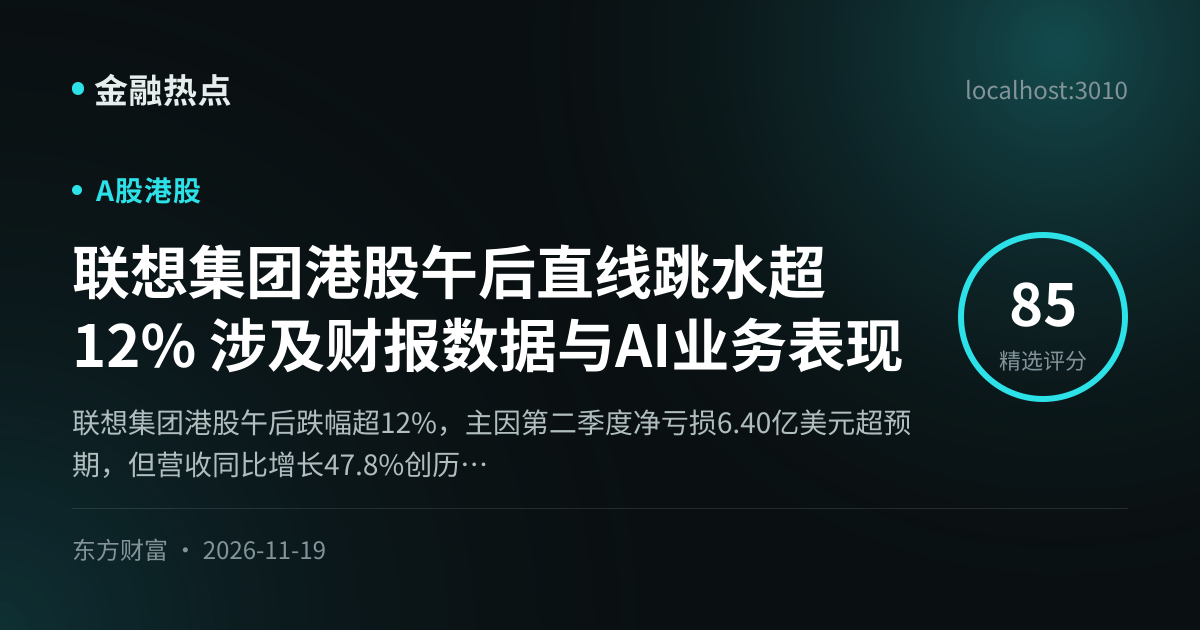 金融热点
localhost:3010
A股港股
联想集团港股午后直线跳水超
12% 涉及财报数据与AI业务表现
85
精选评分
联想集团港股午后跌幅超12%，主因第二季度净亏损6.40亿美元超预
期，但营收同比增长47.8%创历…
东方财富 · 2026-11-19